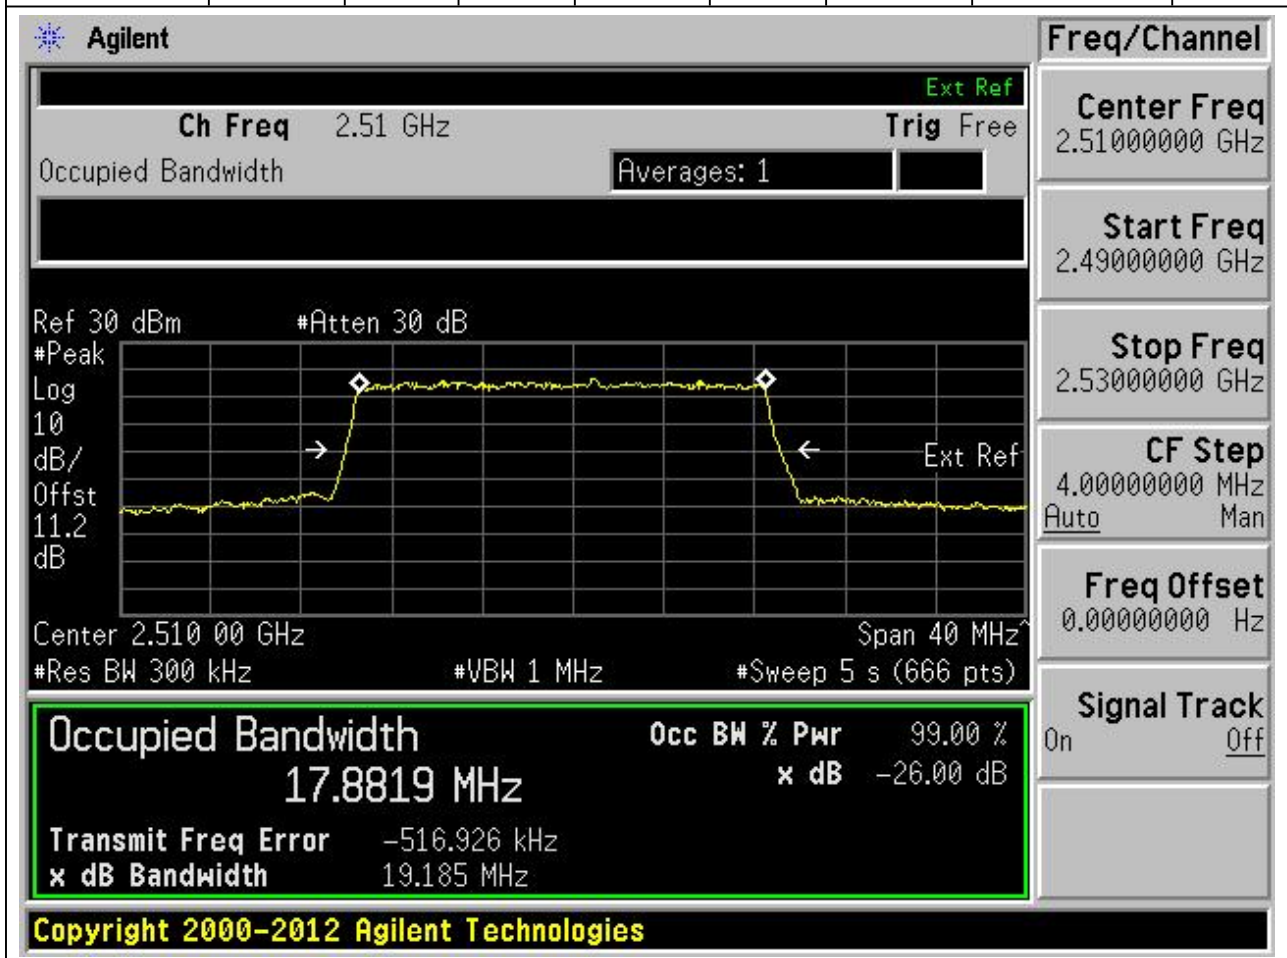 Agilent
Freq/Channel
Ext Ref
Ch Freq 2.51 GHz Trig Free
Occupied Bandwidth Averages: 1
Center Freq
2.51000000 GHz
Start Freq
2.49000000 GHz
Stop Freq
2.53000000 GHz
CF Step
4.00000000 MHz
Auto Man
Freq Offset
0.00000000 Hz
Signal Track
On Off
Ref 30 dBm #Atten 30 dB
#Peak
Log
10
dB/
Offst
11.2
dB
Ext Ref
Center 2.510 00 GHz Span 40 MHz^
#Res BW 300 kHz #VBW 1 MHz #Sweep 5 s (666 pts)
Occupied Bandwidth
17.8819 MHz
Occ BW % Pwr 99.00 %
x dB -26.00 dB
Transmit Freq Error -516.926 kHz
x dB Bandwidth 19.185 MHz
Copyright 2000-2012 Agilent Technologies